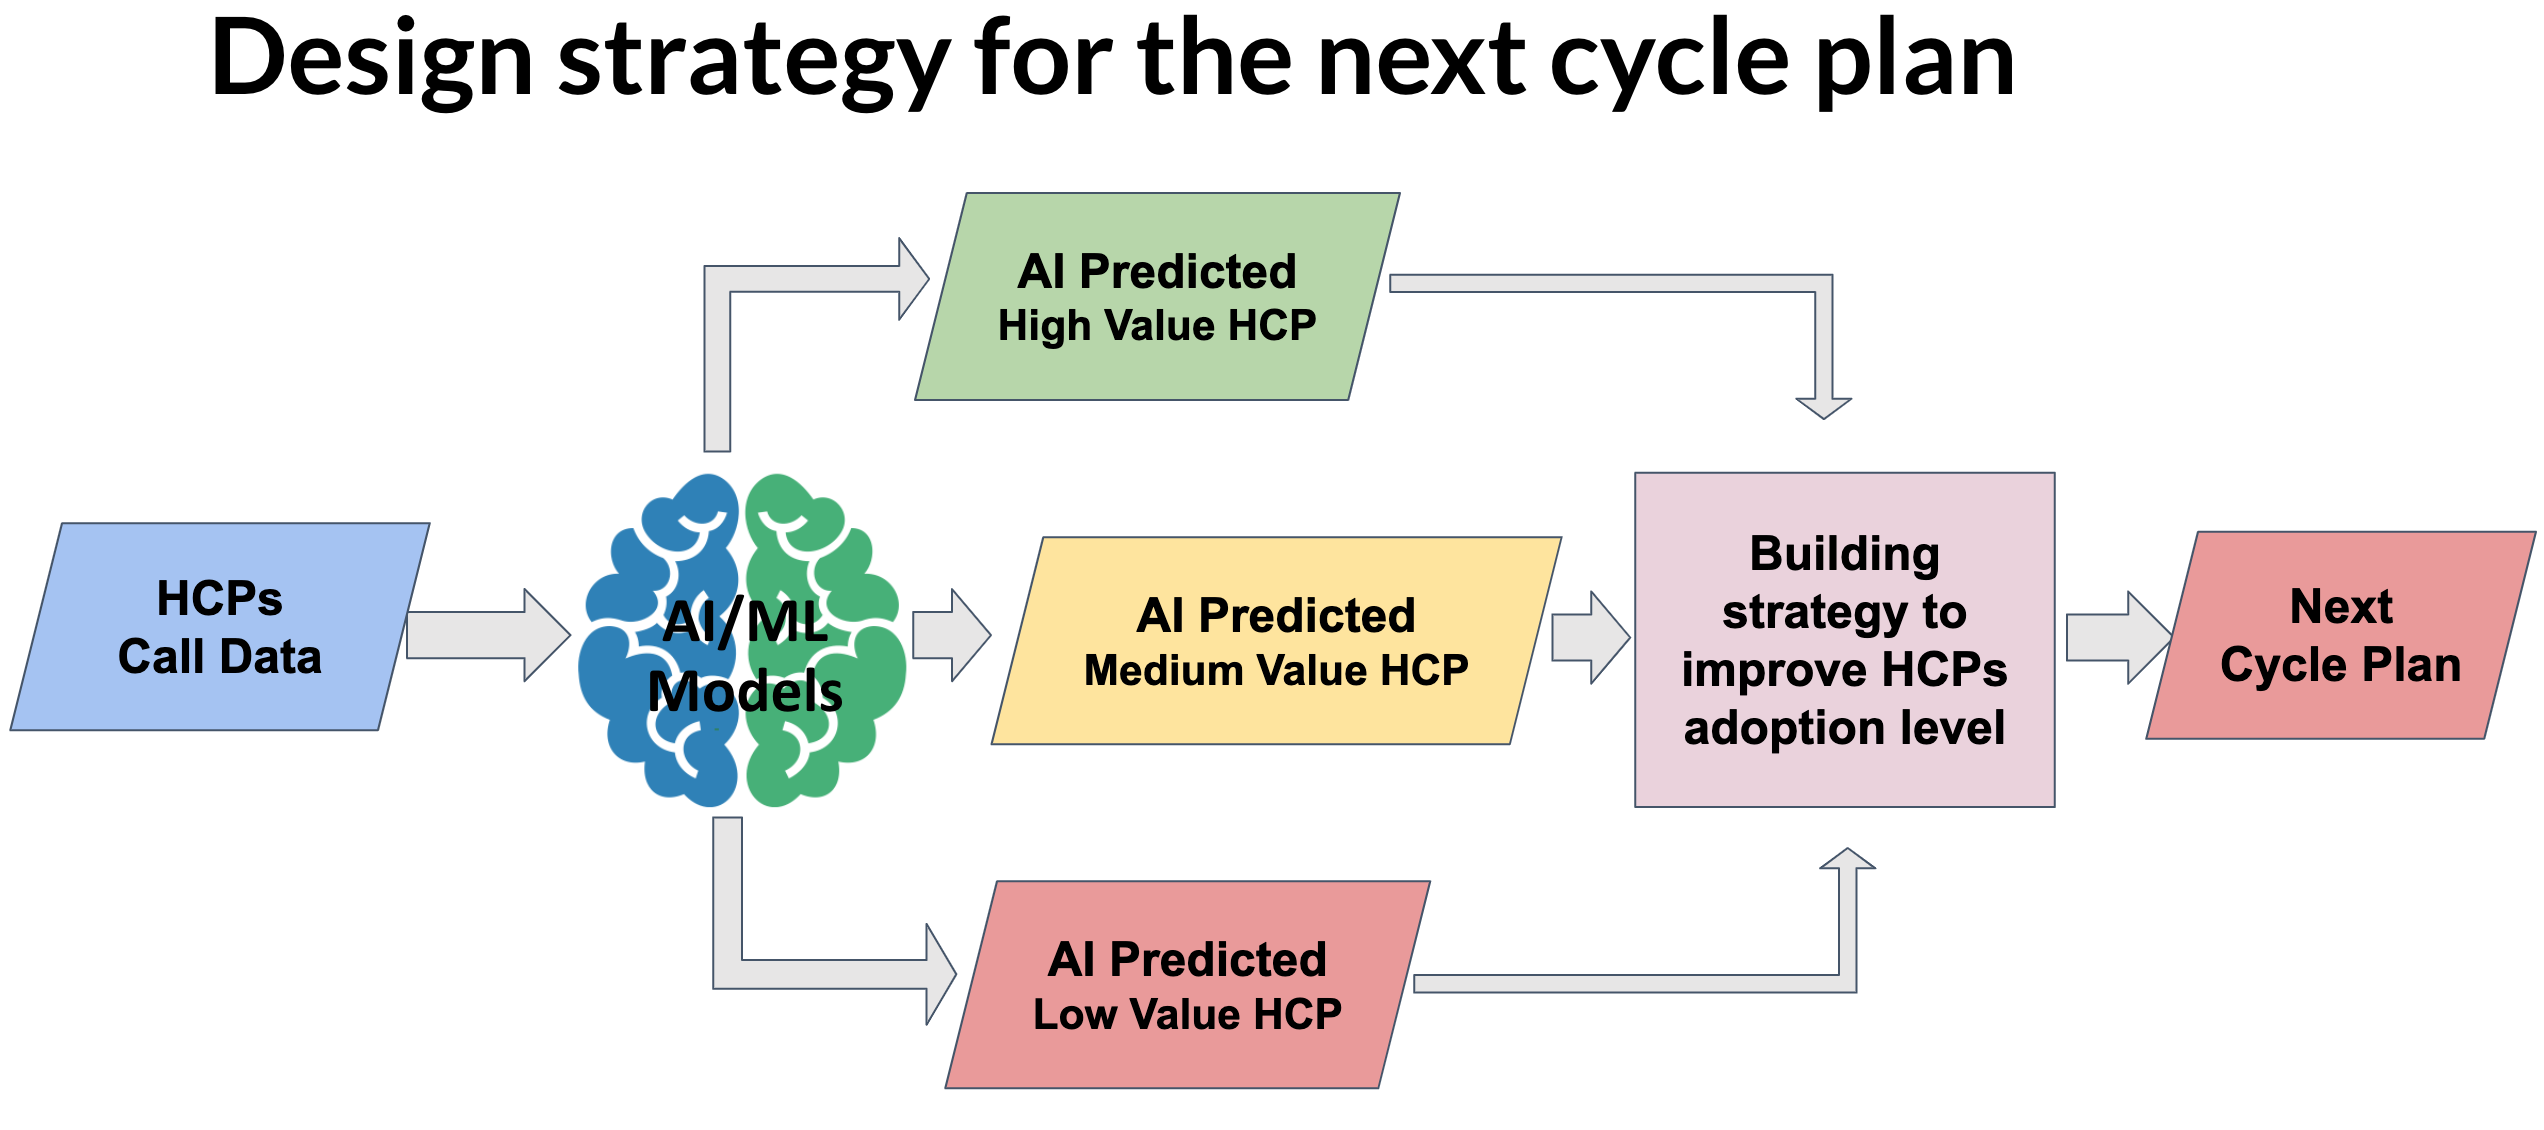 Design strategy for the next cycle plan
AI Predicted
High Value HCP
HCPs
Call Data
AI/ML
Models
AI Predicted
Medium Value HCP
Building
strategy to
improve HCPs
adoption level
Next
Cycle Plan
AI Predicted
Low Value HCP